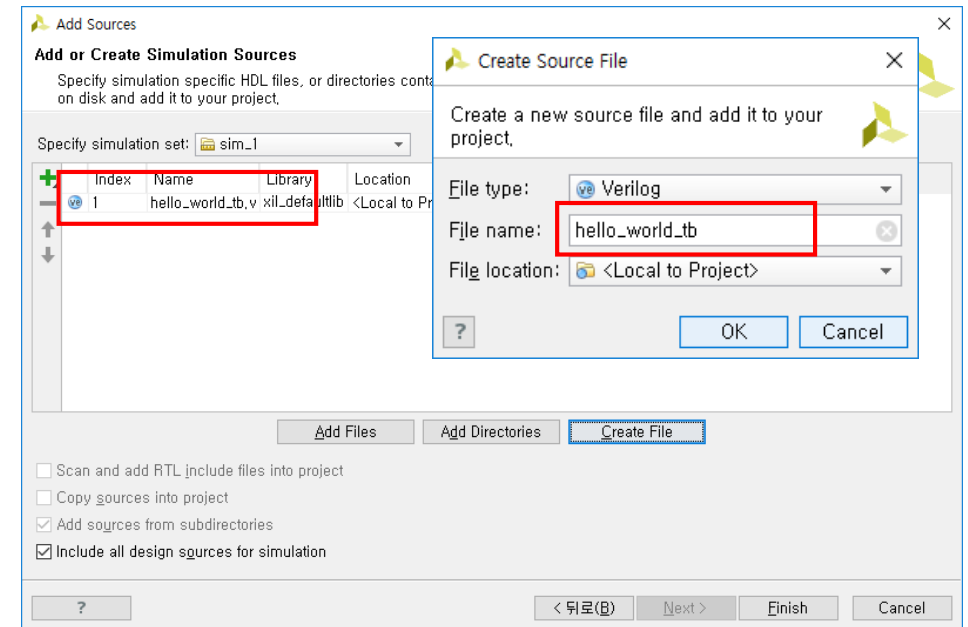 Add Sources
Add or Create Simulation Sources
Specify simulation specific HDL files, or directories
on disk and add it to your project,
Specify simulation set: sim_1
Index Name Library Location
1 hello_world_tb,v xil_defaultlib <Local to
Create Source File
Create a new source file and add it to your
project,
File type: Verilog
File name: hello_world_tb
File location: <Local to Project>
? OK Cancel
Add Files Add Directories Create File
Scan and add RTL include files into project
Copy sources into project
Add sources from subdirectories
Include all design sources for simulation
? < 뒤로(B) Next > Finish Cancel